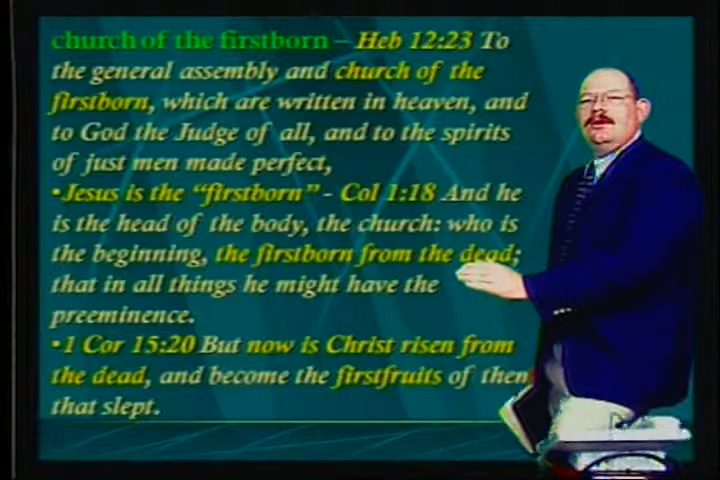 church of the firstborn – Heb 12:23 To
the general assembly and church of the
firstborn, which are written in heaven, and
to God the Judge of all, and to the spirits
of just men made perfect,
•Jesus is the “firstborn” - Col 1:18 And he
is the head of the body, the church: who is
the beginning, the firstborn from the dead;
that in all things he might have the
preeminence.
•1 Cor 15:20 But now is Christ risen from
the dead, and become the firstfruits of them
that slept.